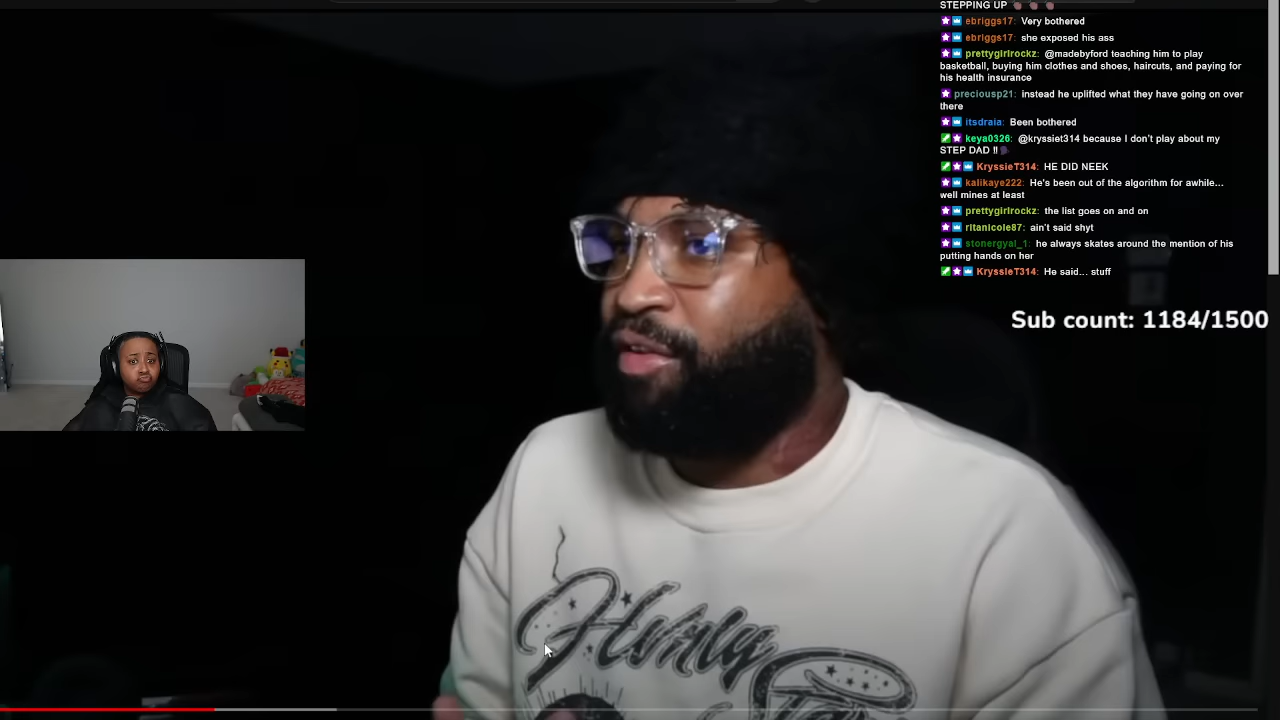 STEPPING UP
ebriggs17: Very bothered
ebriggs17: she exposed his ass
prettygirlrockz: @madebyford teaching him to play
basketball, buying him clothes and shoes, haircuts, and paying for
his health insurance
preciousp21: instead he uplifted what they have going on over
there
itsdraia: Been bothered
keya0326: @kryssiet314 because I don't play about my
STEP DAD !!
KryssieT314: HE DID NEEK
kalikaye222: He's been out of the algorithm for awhile...
well mines at least
prettygirlrockz: the list goes on and on
ritanicole87: ain't said shyt
stonergyal_1: he always skates around the mention of his
putting hands on her
KryssieT314: He said... stuff
Sub count: 1184/1500